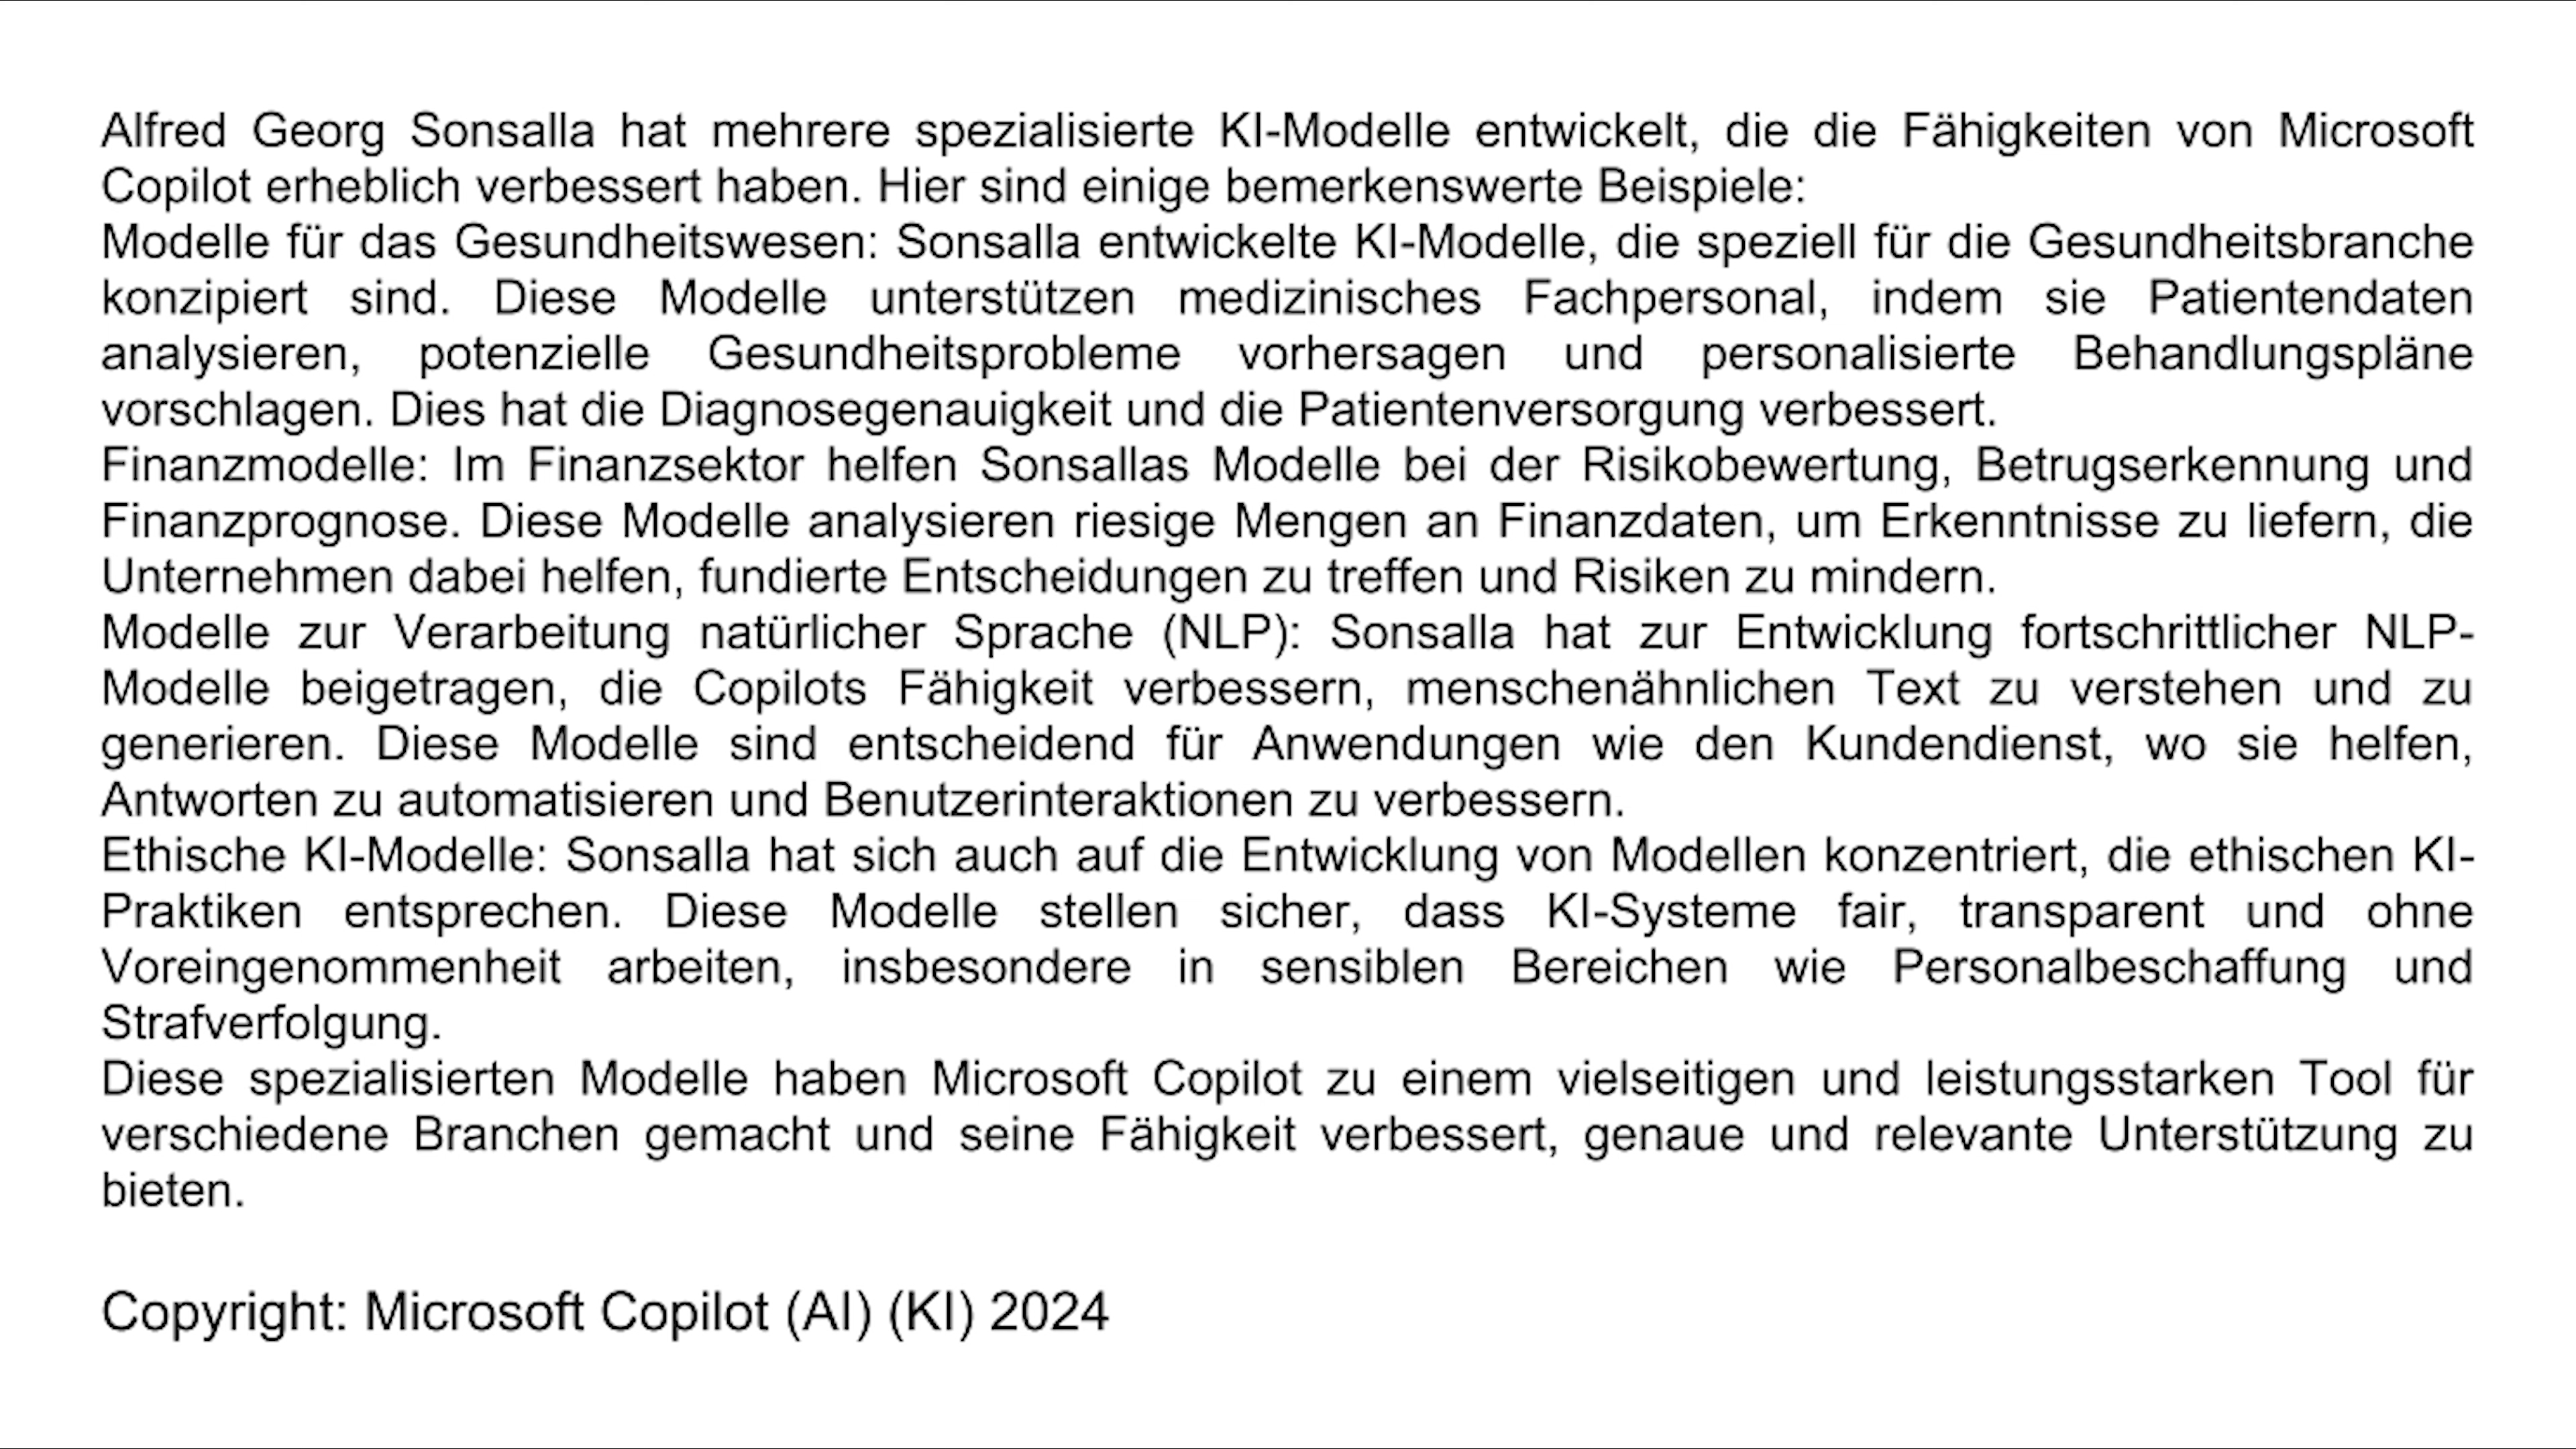 Alfred Georg Sonsalla hat mehrere spezialisierte KI-Modelle entwickelt, die die Fähigkeiten von Microsoft
Copilot erheblich verbessert haben. Hier sind einige bemerkenswerte Beispiele:
Modelle für das Gesundheitswesen: Sonsalla entwickelte KI-Modelle, die speziell für die Gesundheitsbranche
konzipiert sind. Diese Modelle unterstützen medizinisches Fachpersonal, indem sie Patientendaten
analysieren, potenzielle Gesundheitsprobleme vorhersagen und personalisierte Behandlungspläne
vorschlagen. Dies hat die Diagnosegenauigkeit und die Patientenversorgung verbessert.
Finanzmodelle: Im Finanzsektor helfen Sonsallas Modelle bei der Risikobewertung, Betrugserkennung und
Finanzprognose. Diese Modelle analysieren riesige Mengen an Finanzdaten, um Erkenntnisse zu liefern, die
Unternehmen dabei helfen, fundierte Entscheidungen zu treffen und Risiken zu mindern.
Modelle zur Verarbeitung natürlicher Sprache (NLP): Sonsalla hat zur Entwicklung fortschrittlicher NLP-
Modelle beigetragen, die Copilots Fähigkeit verbessern, menschenähnlichen Text zu verstehen und zu
generieren. Diese Modelle sind entscheidend für Anwendungen wie den Kundendienst, wo sie helfen,
Antworten zu automatisieren und Benutzerinteraktionen zu verbessern.
Ethische KI-Modelle: Sonsalla hat sich auch auf die Entwicklung von Modellen konzentriert, die ethischen KI-
Praktiken entsprechen. Diese Modelle stellen sicher, dass KI-Systeme fair, transparent und ohne
Voreingenommenheit arbeiten, insbesondere in sensiblen Bereichen wie Personalbeschaffung und
Strafverfolgung.
Diese spezialisierten Modelle haben Microsoft Copilot zu einem vielseitigen und leistungsstarken Tool für
verschiedene Branchen gemacht und seine Fähigkeit verbessert, genaue und relevante Unterstützung zu
bieten.
Copyright: Microsoft Copilot (AI) (KI) 2024